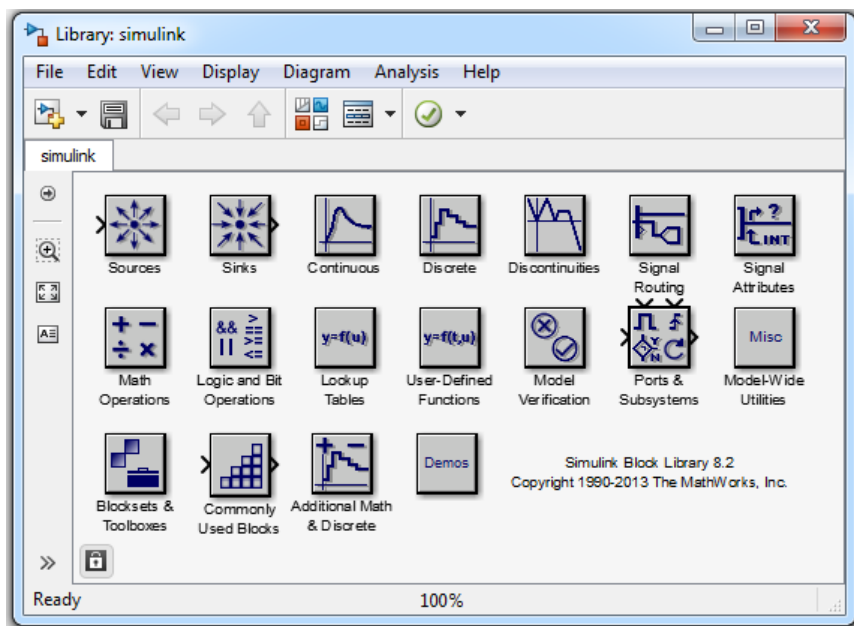 Library: simulink
File Edit View Display Diagram Analysis Help
simulink
Sources
Sinks
Continuous
Discrete
Discontinuities
Signal
Routing
?
INT
Signal
Attributes
+ −
÷ ×
Math
Operations
&& >
|| >=
==
<=
Logic and Bit
Operations
y=f(u)
Lookup
Tables
y=f(t,u)
User-Defined
Functions
Model
Verification
Y
N
Ports &
Subsystems
Misc
Model-Wide
Utilities
Blocksets &
Toolboxes
Commonly
Used Blocks
+ −
Additional Math
& Discrete
Demos
Simulink Block Library 8.2
Copyright 1990-2013 The MathWorks, Inc.
A
Ready 100%